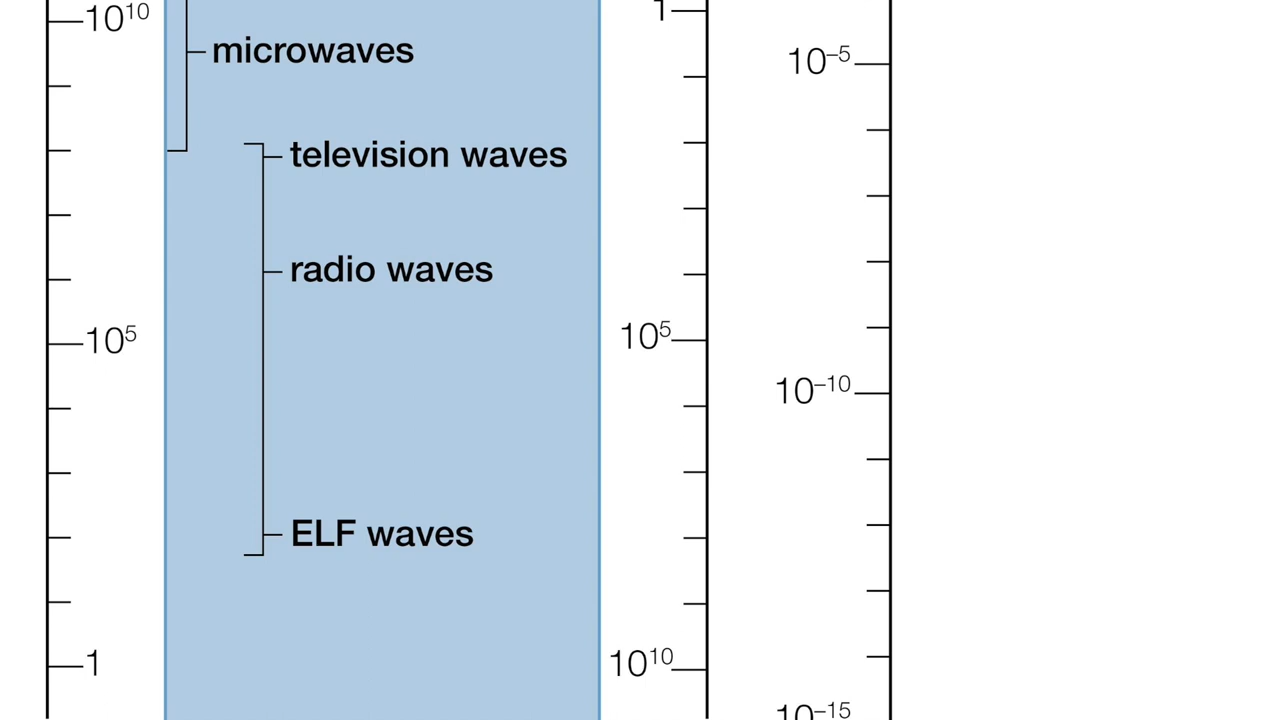 10¹⁰
1
microwaves
10⁻⁵
television waves
radio waves
10⁵
10⁵
10⁻¹⁰
ELF waves
1
10¹⁰
10⁻¹⁵